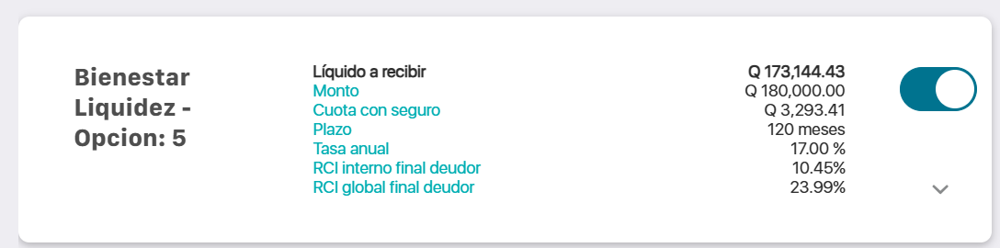 Bienestar
Liquidez -
Opcion: 5
Líquido a recibir Q 173,144.43
Monto Q 180,000.00
Cuota con seguro Q 3,293.41
Plazo 120 meses
Tasa anual 17.00 %
RCI interno final deudor 10.45%
RCI global final deudor 23.99%